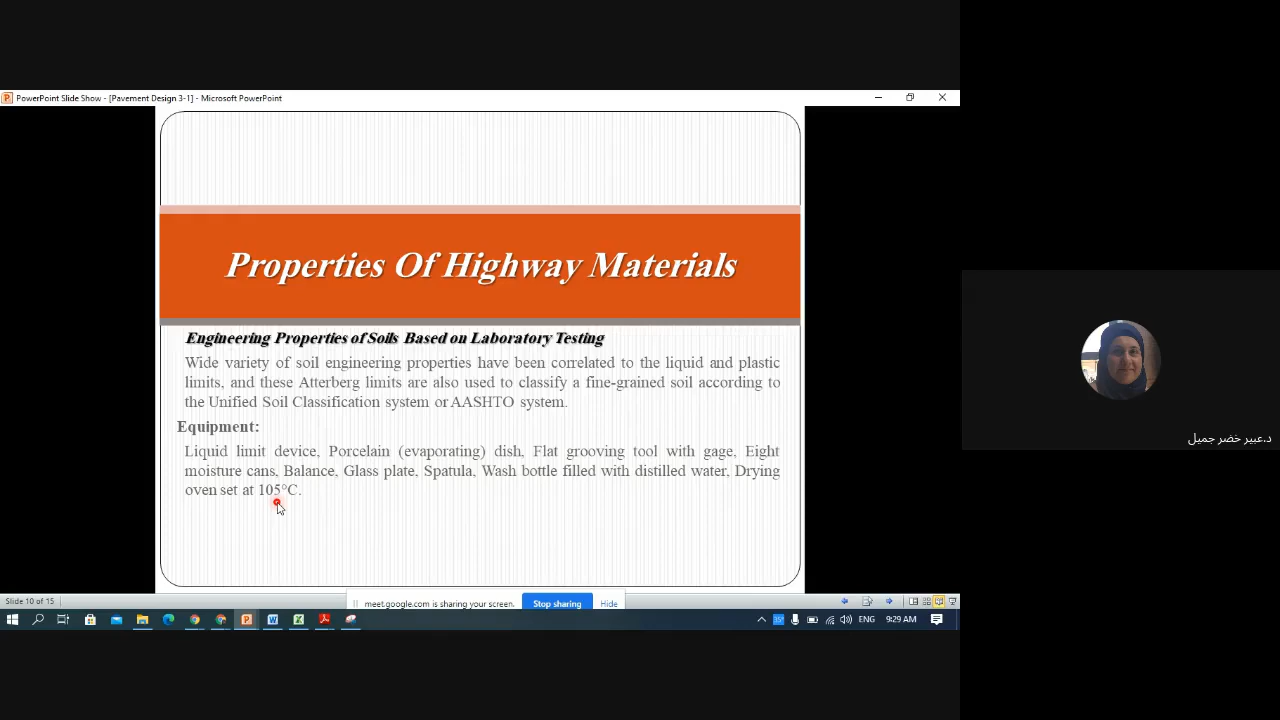 PowerPoint Slide Show - [Pavement Design 3-1] - Microsoft PowerPoint
Properties Of Highway Materials
Engineering Properties of Soils Based on Laboratory Testing
Wide variety of soil engineering properties have been correlated to the liquid and plastic
limits, and these Atterberg limits are also used to classify a fine-grained soil according to
the Unified Soil Classification system or AASHTO system.
Equipment:
Liquid limit device, Porcelain (evaporating) dish, Flat grooving tool with gage, Eight
moisture cans, Balance, Glass plate, Spatula, Wash bottle filled with distilled water, Drying
oven set at 105°C.
د.عبير خضر جميل
Slide 10 of 15
meet.google.com is sharing your screen.
Stop sharing
Hide
ENG
9:29 AM